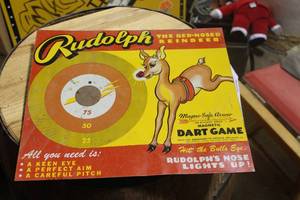 Rudolph
THE RED-NOSED
REINDEER
75
50
25
Magno-Safe Arrow
MAGNETIC
DART GAME
All you need is:
• A KEEN EYE
• A PERFECT AIM
• A CAREFUL PITCH
Hit the Bulls Eye:
RUDOLPH'S NOSE
LIGHTS UP!